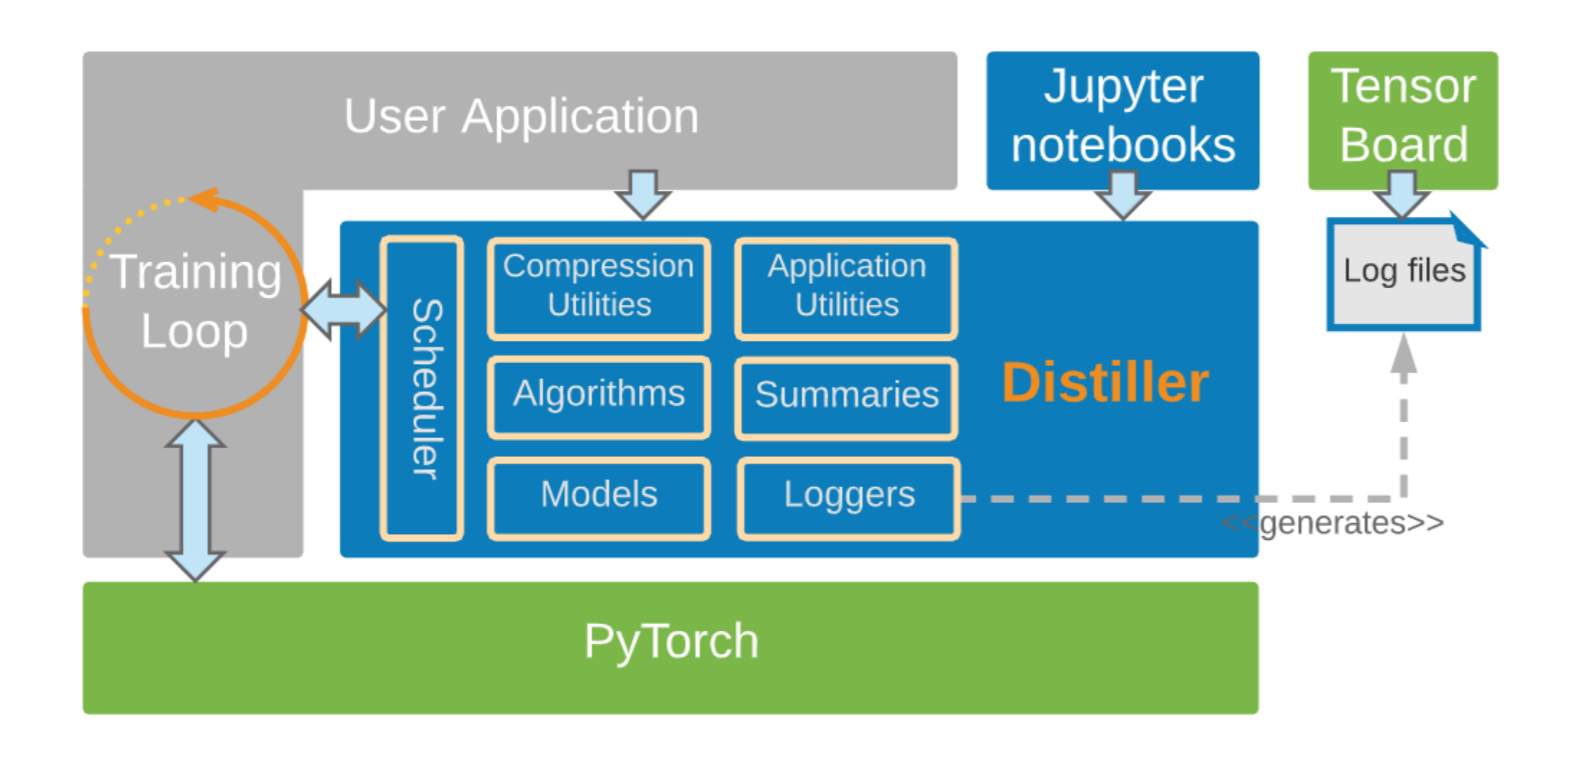 User Application
Jupyter
notebooks
Tensor
Board
Training
Loop
Scheduler
Compression
Utilities
Application
Utilities
Algorithms
Summaries
Models
Loggers
Distiller
Log files
<<generates>>
PyTorch